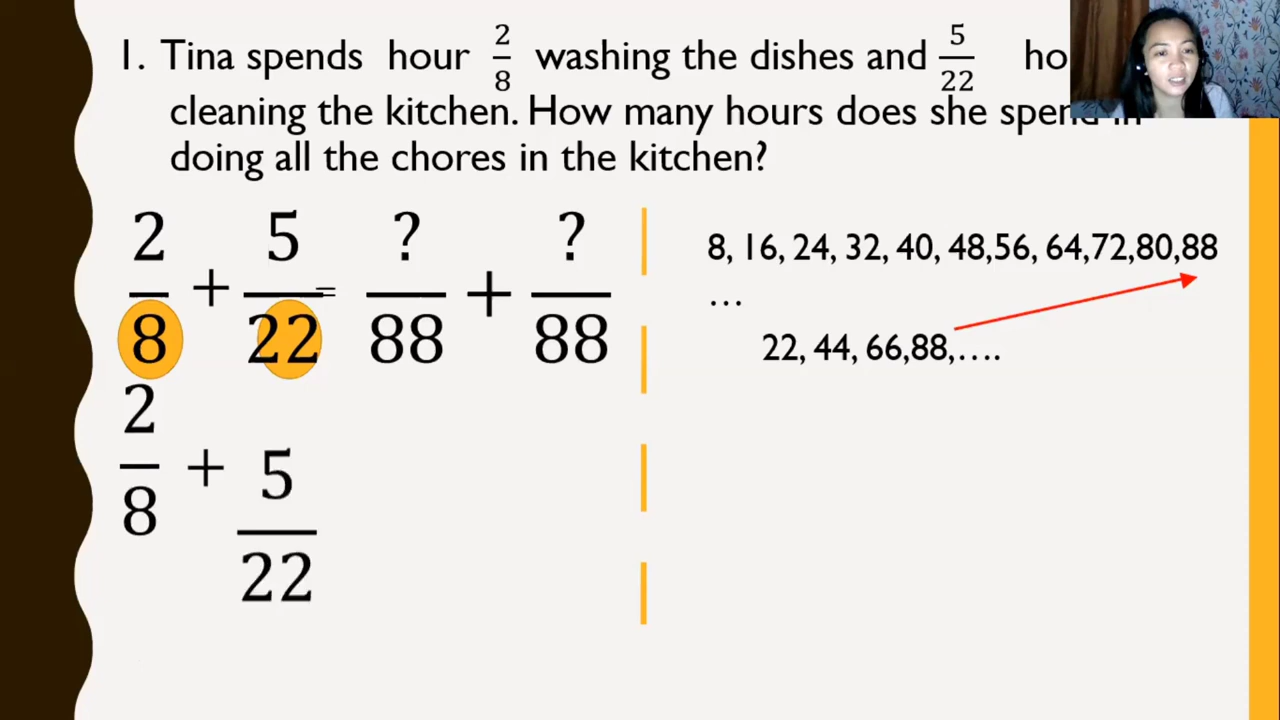 1. Tina spends hour 2/8 washing the dishes and 5/22 ho
cleaning the kitchen. How many hours does she spend in
doing all the chores in the kitchen?
2/8 + 5/22 = ?/88 + ?/88
2/8 + 5/22
8, 16, 24, 32, 40, 48,56, 64,72,80,88
...
22, 44, 66,88,....